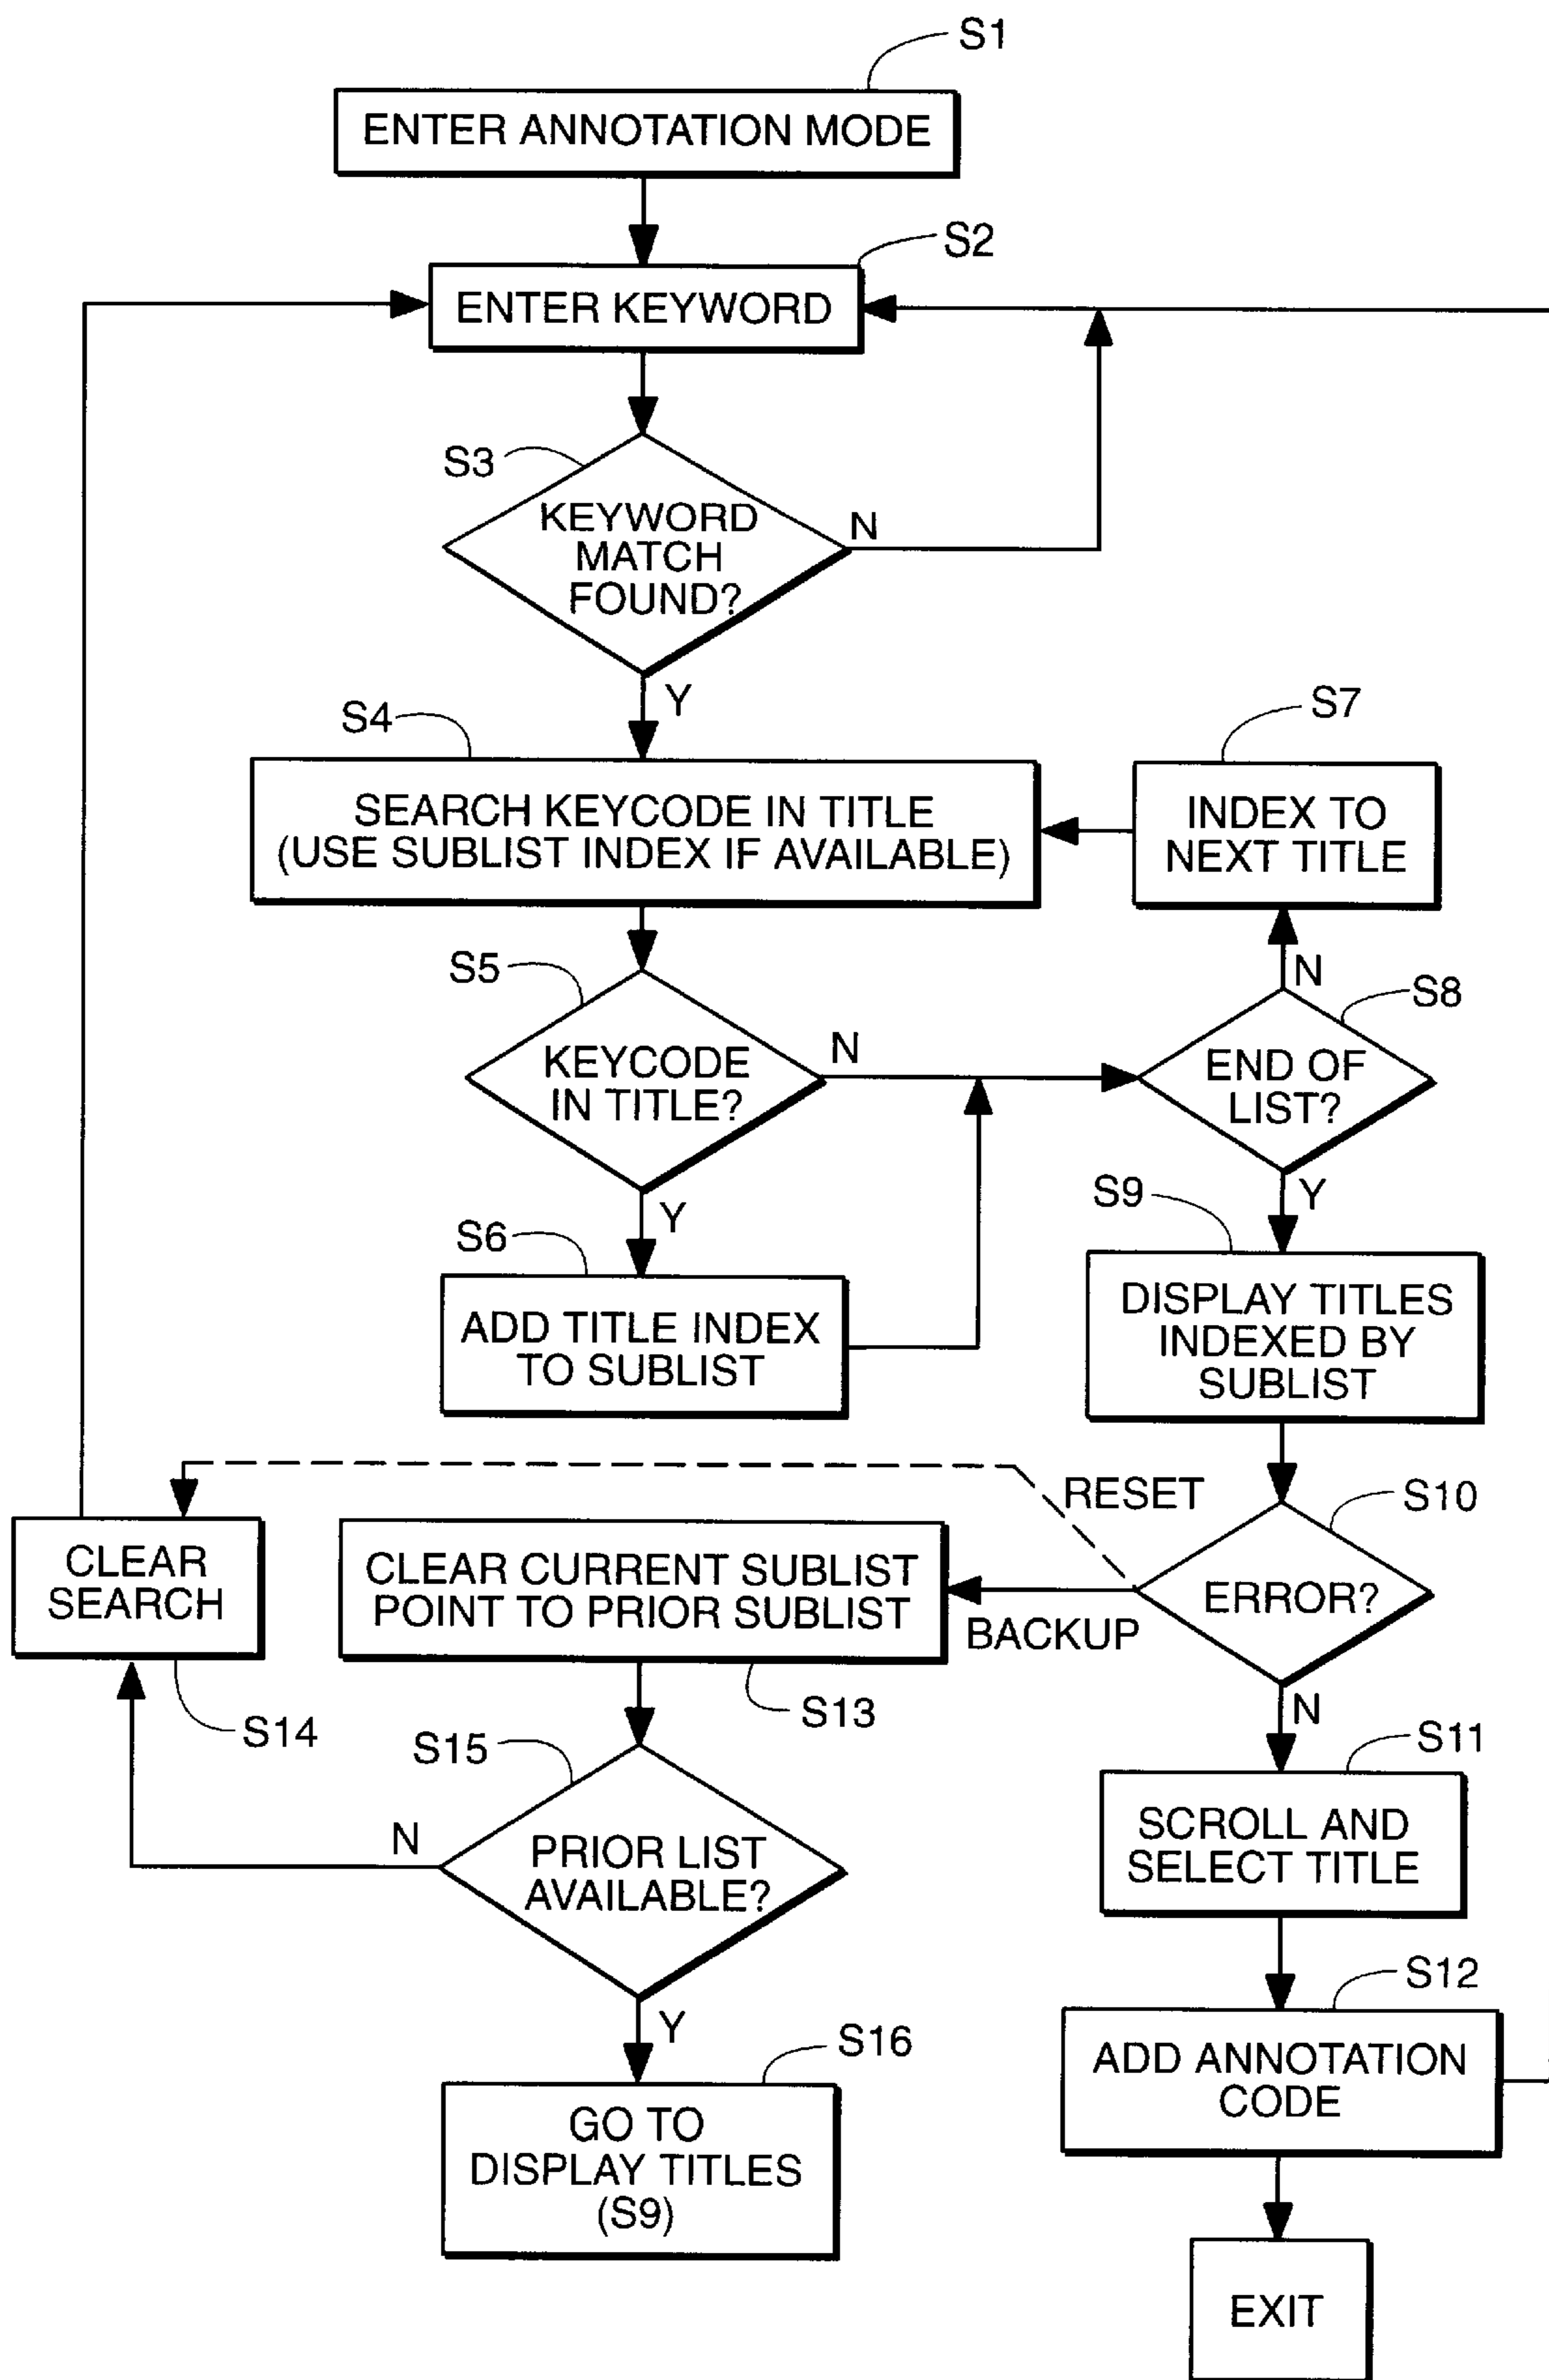 S1
ENTER ANNOTATION MODE
S2
ENTER KEYWORD
S3
KEYWORD
MATCH
FOUND?
N
Y
S4
SEARCH KEYCODE IN TITLE
(USE SUBLIST INDEX IF AVAILABLE)
S7
INDEX TO
NEXT TITLE
S5
KEYCODE
IN TITLE?
N
Y
N
S8
END OF
LIST?
Y
S6
ADD TITLE INDEX
TO SUBLIST
S9
DISPLAY TITLES
INDEXED BY
SUBLIST
RESET
S10
ERROR?
BACKUP
N
CLEAR
SEARCH
S14
CLEAR CURRENT SUBLIST
POINT TO PRIOR SUBLIST
S13
S15
PRIOR LIST
AVAILABLE?
N
Y
S11
SCROLL AND
SELECT TITLE
S12
ADD ANNOTATION
CODE
S16
GO TO
DISPLAY TITLES
(S9)
EXIT